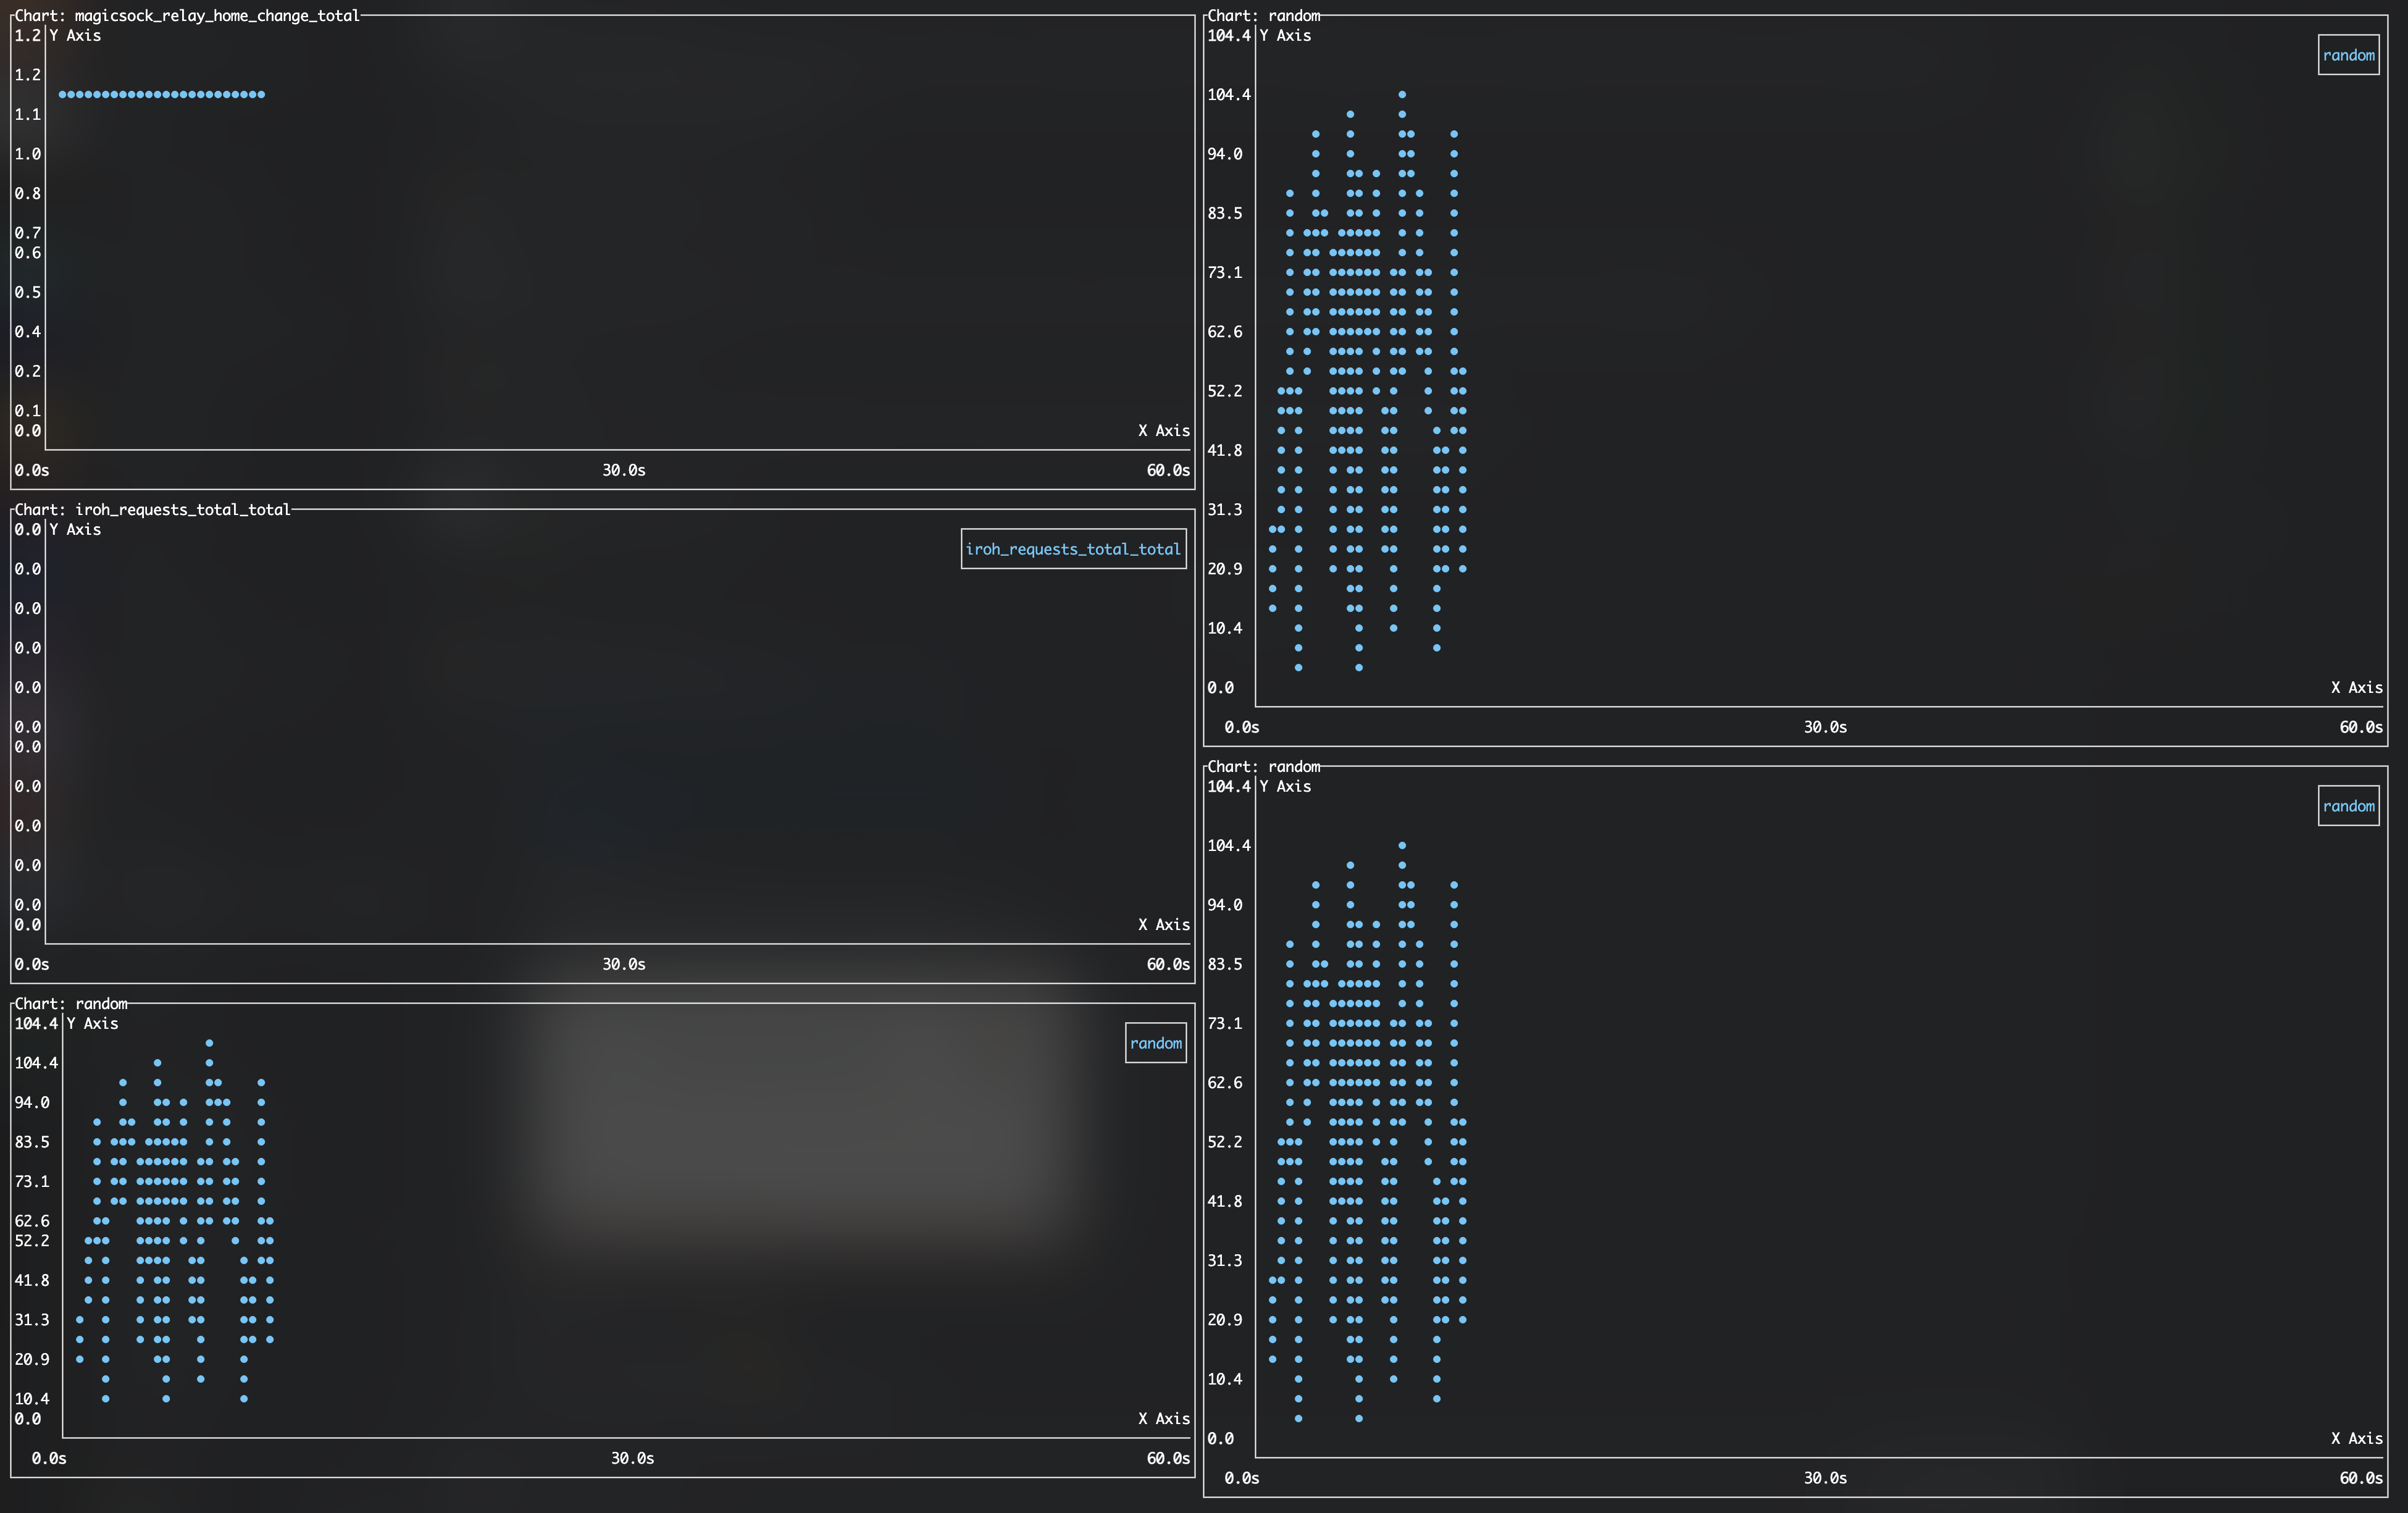 Chart: magicsock_relay_home_change_total
1.2 Y Axis
1.2
1.1
1.0
0.8
0.7
0.6
0.5
0.4
0.2
0.1
0.0 X Axis
0.0s 30.0s 60.0s
Chart: iroh_requests_total_total
0.0 Y Axis
iroh_requests_total_total
0.0
0.0
0.0
0.0
0.0
0.0
0.0
0.0
0.0
0.0
0.0 X Axis
0.0s 30.0s 60.0s
Chart: random
104.4 Y Axis
random
104.4
94.0
83.5
73.1
62.6
52.2
41.8
31.3
20.9
10.4
0.0 X Axis
0.0s 30.0s 60.0s
Chart: random
104.4 Y Axis
random
104.4
94.0
83.5
73.1
62.6
52.2
41.8
31.3
20.9
10.4
0.0 X Axis
0.0s 30.0s 60.0s
Chart: random
104.4 Y Axis
random
104.4
94.0
83.5
73.1
62.6
52.2
41.8
31.3
20.9
10.4
0.0 X Axis
0.0s 30.0s 60.0s